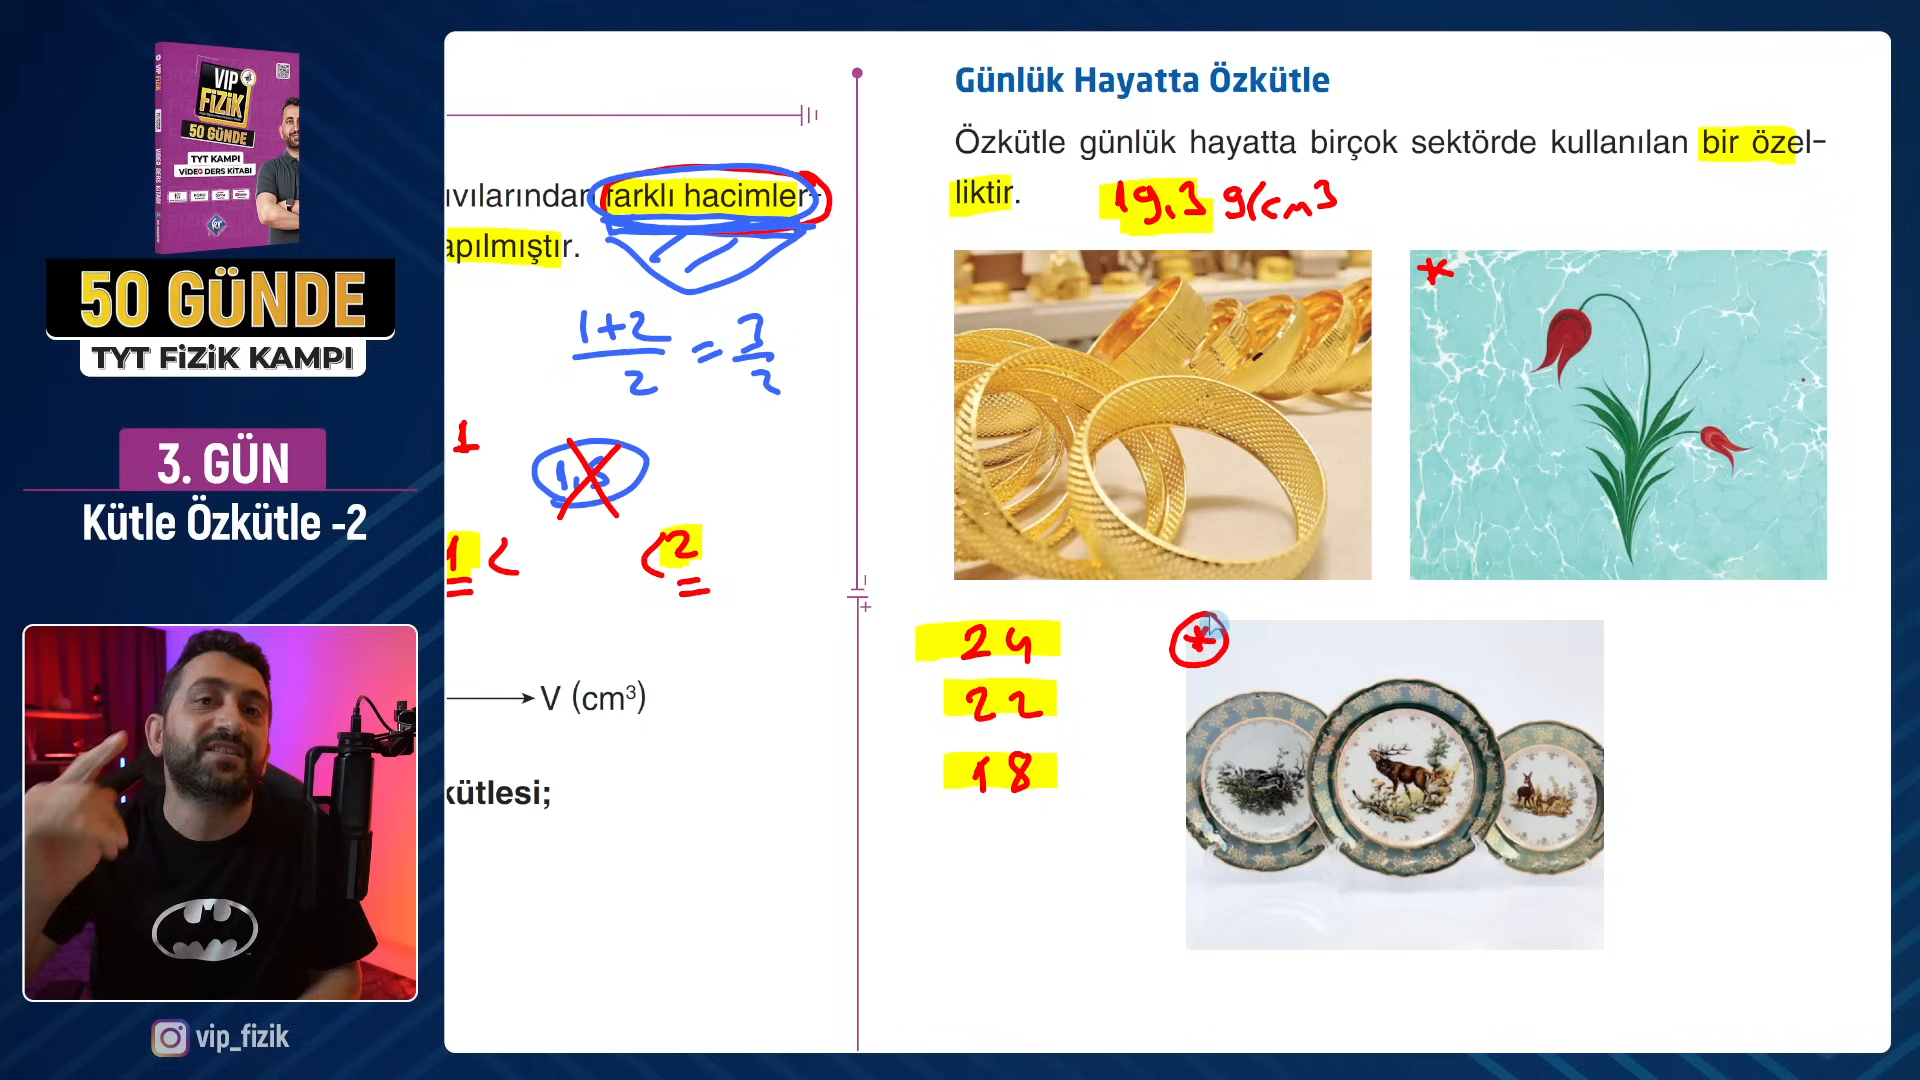 VIP
FİZİK
50 GÜNDE
TYT KAMPI
VİDEO DERS KİTABI
50 GÜNDE
TYT FİZİK KAMPI
3. GÜN
Kütle Özkütle -2
vip_fizik
ıvılarından farklı hacimler-
apılmıştır.
1+2
2
= 3
2
1
1,5
1 <
< 2
V (cm³)
kütlesi;
Günlük Hayatta Özkütle
Özkütle günlük hayatta birçok sektörde kullanılan bir özel-
liktir.
19,3 g/cm3
24
22
18